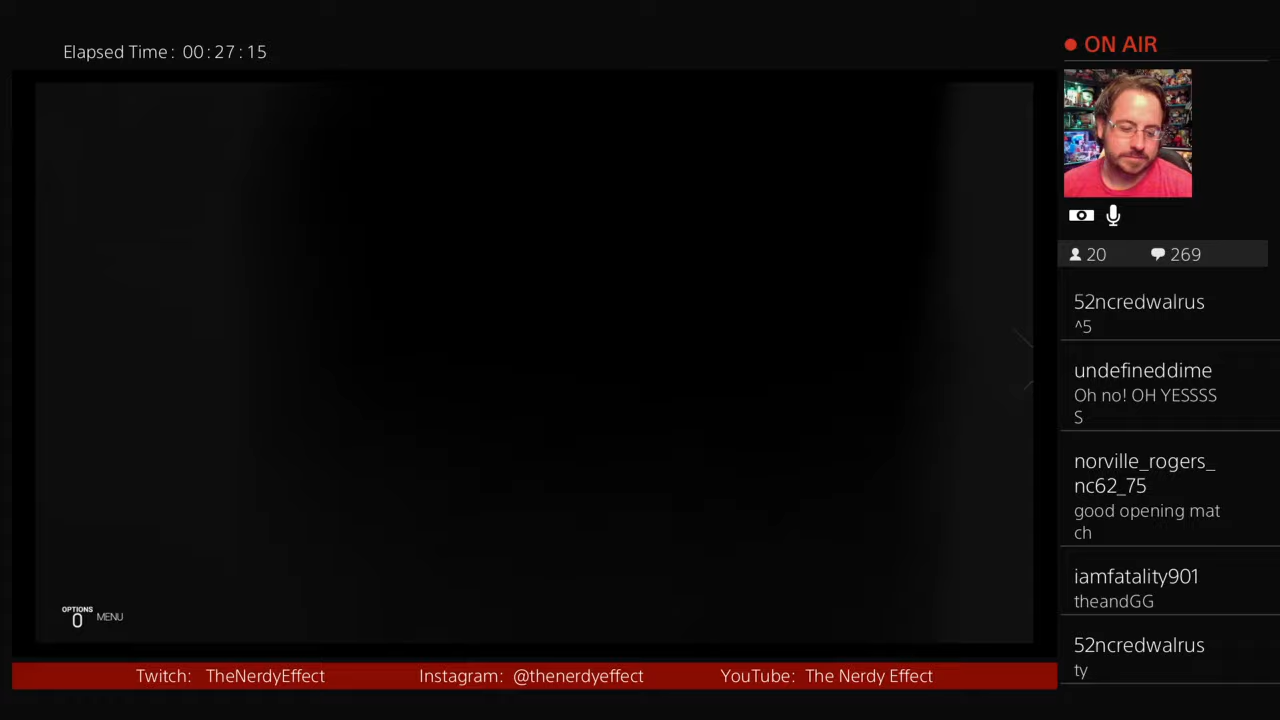 Elapsed Time: 00:27:15
ON AIR
20 269
52ncredwalrus
^5
undefineddime
Oh no! OH YESSSS
S
norville_rogers_
nc62_75
good opening mat
ch
iamfatality901
theandGG
52ncredwalrus
ty
OPTIONS
MENU
Twitch: TheNerdyEffect Instagram: @thenerdyeffect YouTube: The Nerdy Effect